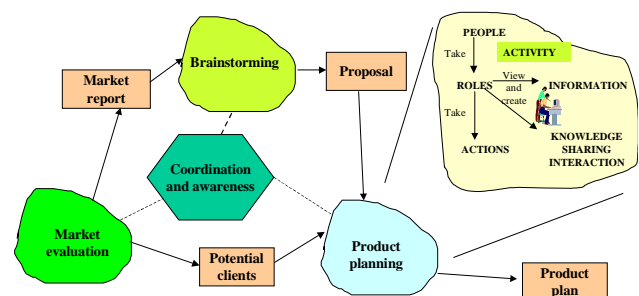 Brainstorming
Market
report
Proposal
Coordination
and awareness
Market
evaluation
Potential
clients
Product
planning
Product
plan
PEOPLE
Take
ACTIVITY
ROLES
View
and
create
INFORMATION
Take
ACTIONS
KNOWLEDGE
SHARING
INTERACTION